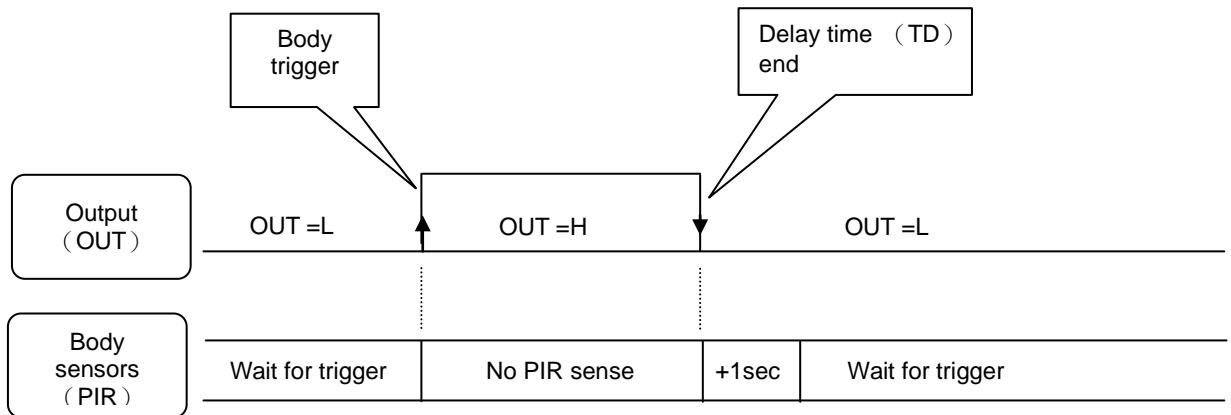 Body
trigger
Delay time （TD）
end
Output
（OUT）
OUT =L
OUT =H
OUT =L
Body
sensors
（PIR）
Wait for trigger
No PIR sense
+1sec
Wait for trigger